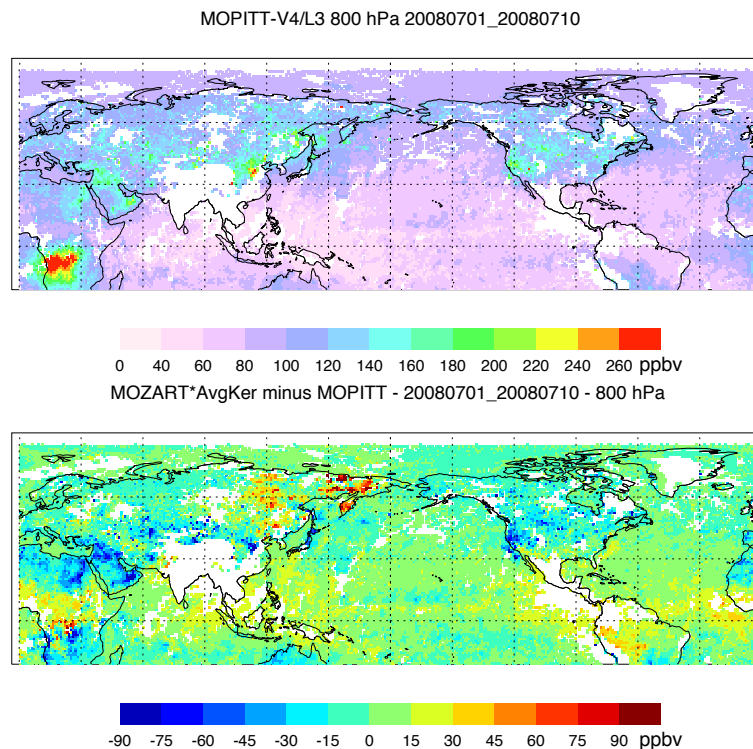 MOPITT-V4/L3 800 hPa 20080701_20080710
0 40 60 80 100 120 140 160 180 200 220 240 260 ppbv
MOZART*AvgKer minus MOPITT - 20080701_20080710 - 800 hPa
-90 -75 -60 -45 -30 -15 0 15 30 45 60 75 90 ppbv